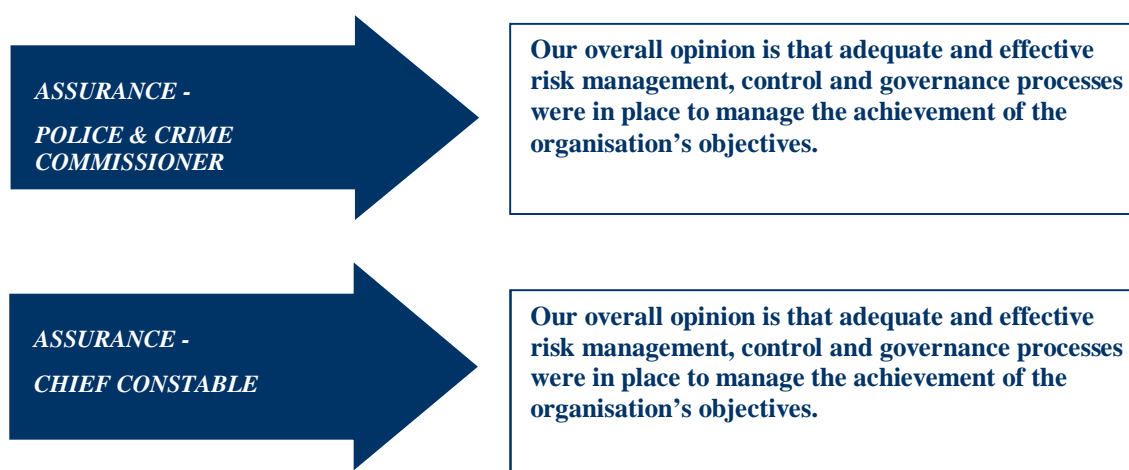 ASSURANCE -
POLICE & CRIME
COMMISSIONER
Our overall opinion is that adequate and effective
risk management, control and governance processes
were in place to manage the achievement of the
organisation’s objectives.
ASSURANCE -
CHIEF CONSTABLE
Our overall opinion is that adequate and effective
risk management, control and governance processes
were in place to manage the achievement of the
organisation’s objectives.